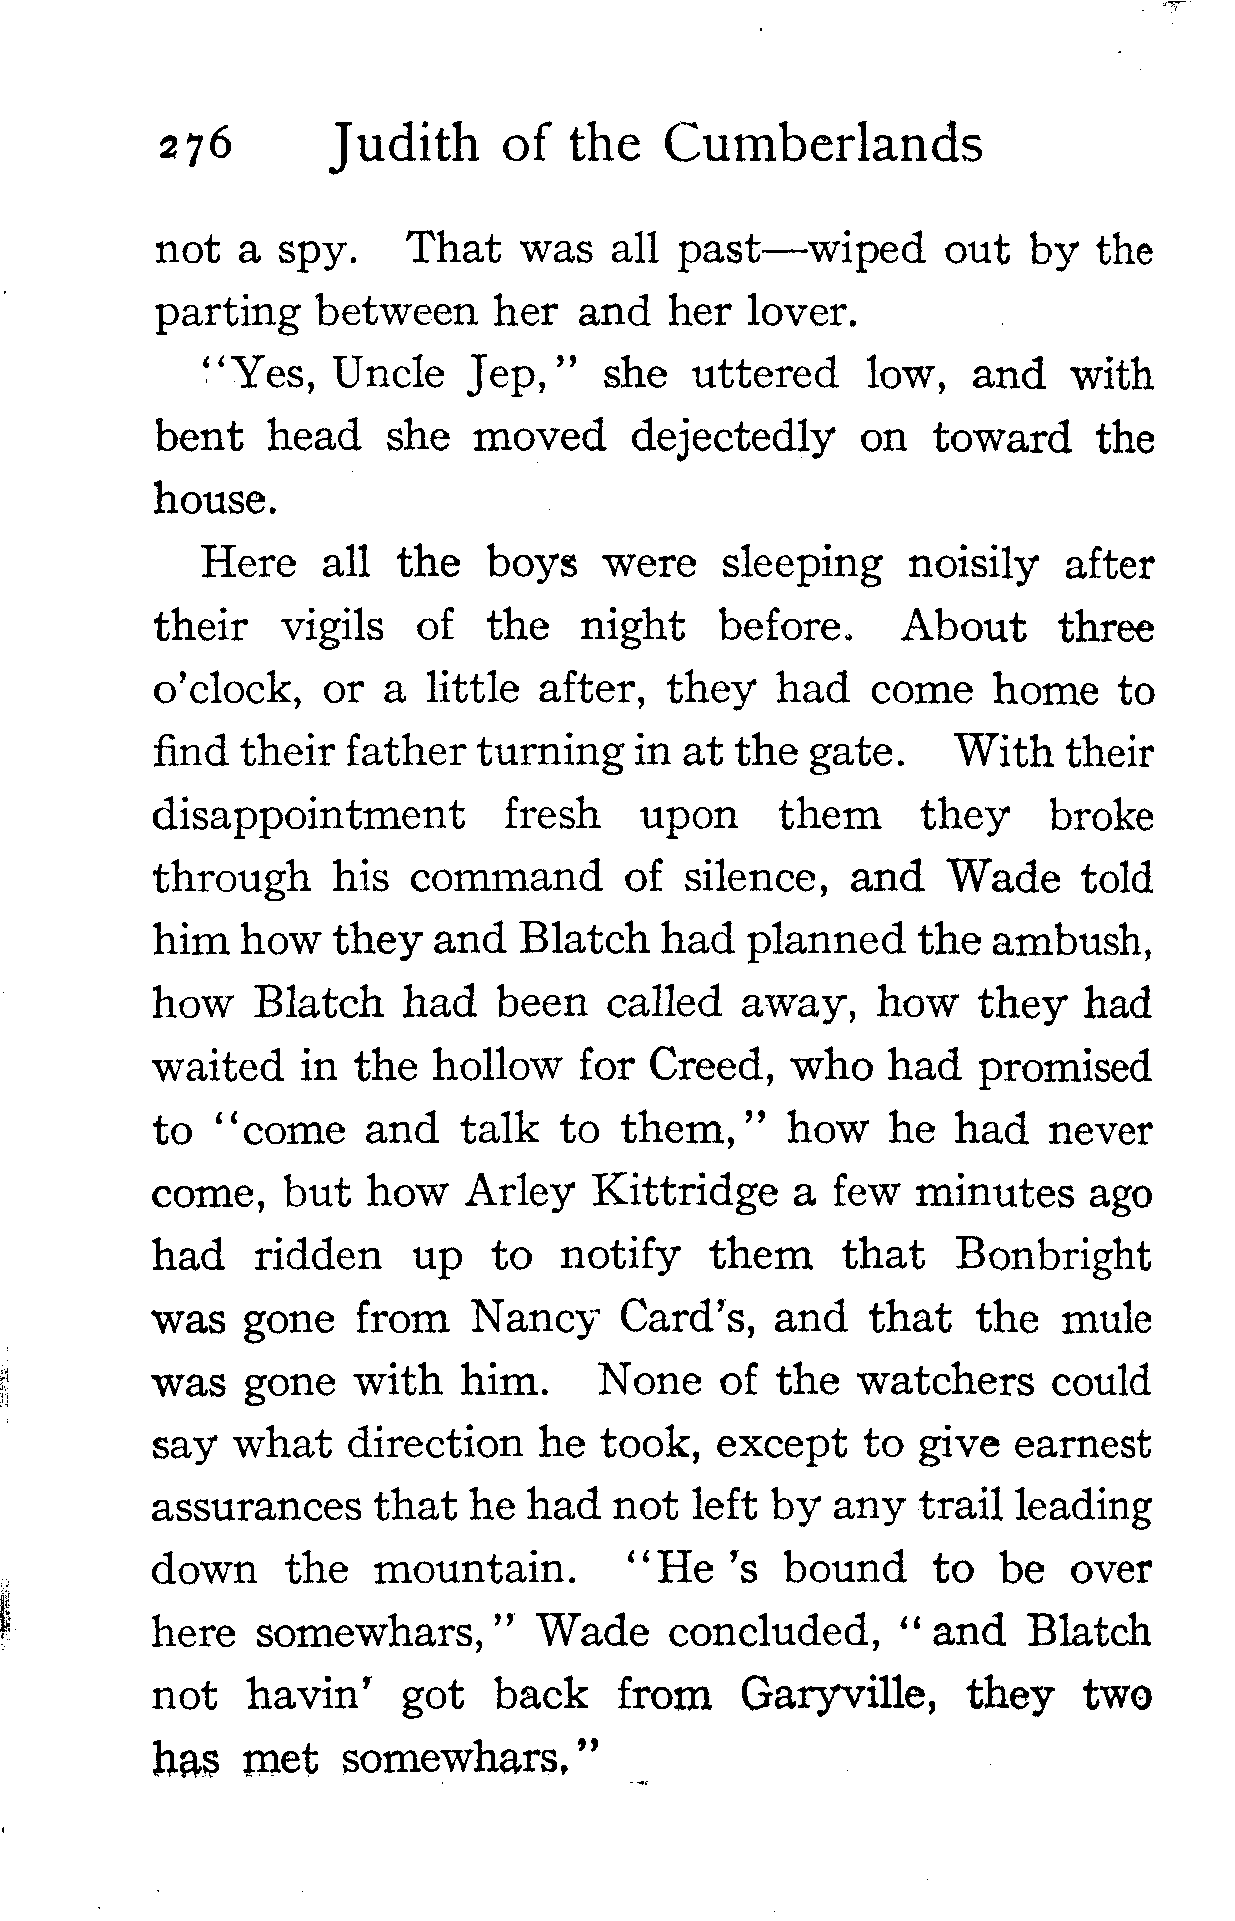 276 Judith of the Cumberlands
not a spy. That was all past—wiped out by the
parting between her and her lover.
"Yes, Uncle Jep," she uttered low, and with
bent head she moved dejectedly on toward the
house.
Here all the boys were sleeping noisily after
their vigils of the night before. About three
o'clock, or a little after, they had come home to
find their father turning in at the gate. With their
disappointment fresh upon them they broke
through his command of silence, and Wade told
him how they and Blatch had planned the ambush,
how Blatch had been called away, how they had
waited in the hollow for Creed, who had promised
to "come and talk to them," how he had never
come, but how Arley Kittridge a few minutes ago
had ridden up to notify them that Bonbright
was gone from Nancy Card's, and that the mule
was gone with him. None of the watchers could
say what direction he took, except to give earnest
assurances that he had not left by any trail leading
down the mountain. "He 's bound to be over
here somewhars," Wade concluded, "and Blatch
not havin' got back from Garyville, they two
has met somewhars."